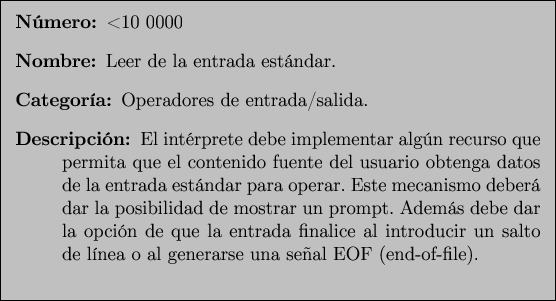 Número: <10 0000
Nombre: Leer de la entrada estándar.
Categoría: Operadores de entrada/salida.
Descripción: El intérprete debe implementar algún recurso que
permita que el contenido fuente del usuario obtenga datos
de la entrada estándar para operar. Este mecanismo deberá
dar la posibilidad de mostrar un prompt. Además debe dar
la opción de que la entrada finalice al introducir un salto
de línea o al generarse una señal EOF (end-of-file).